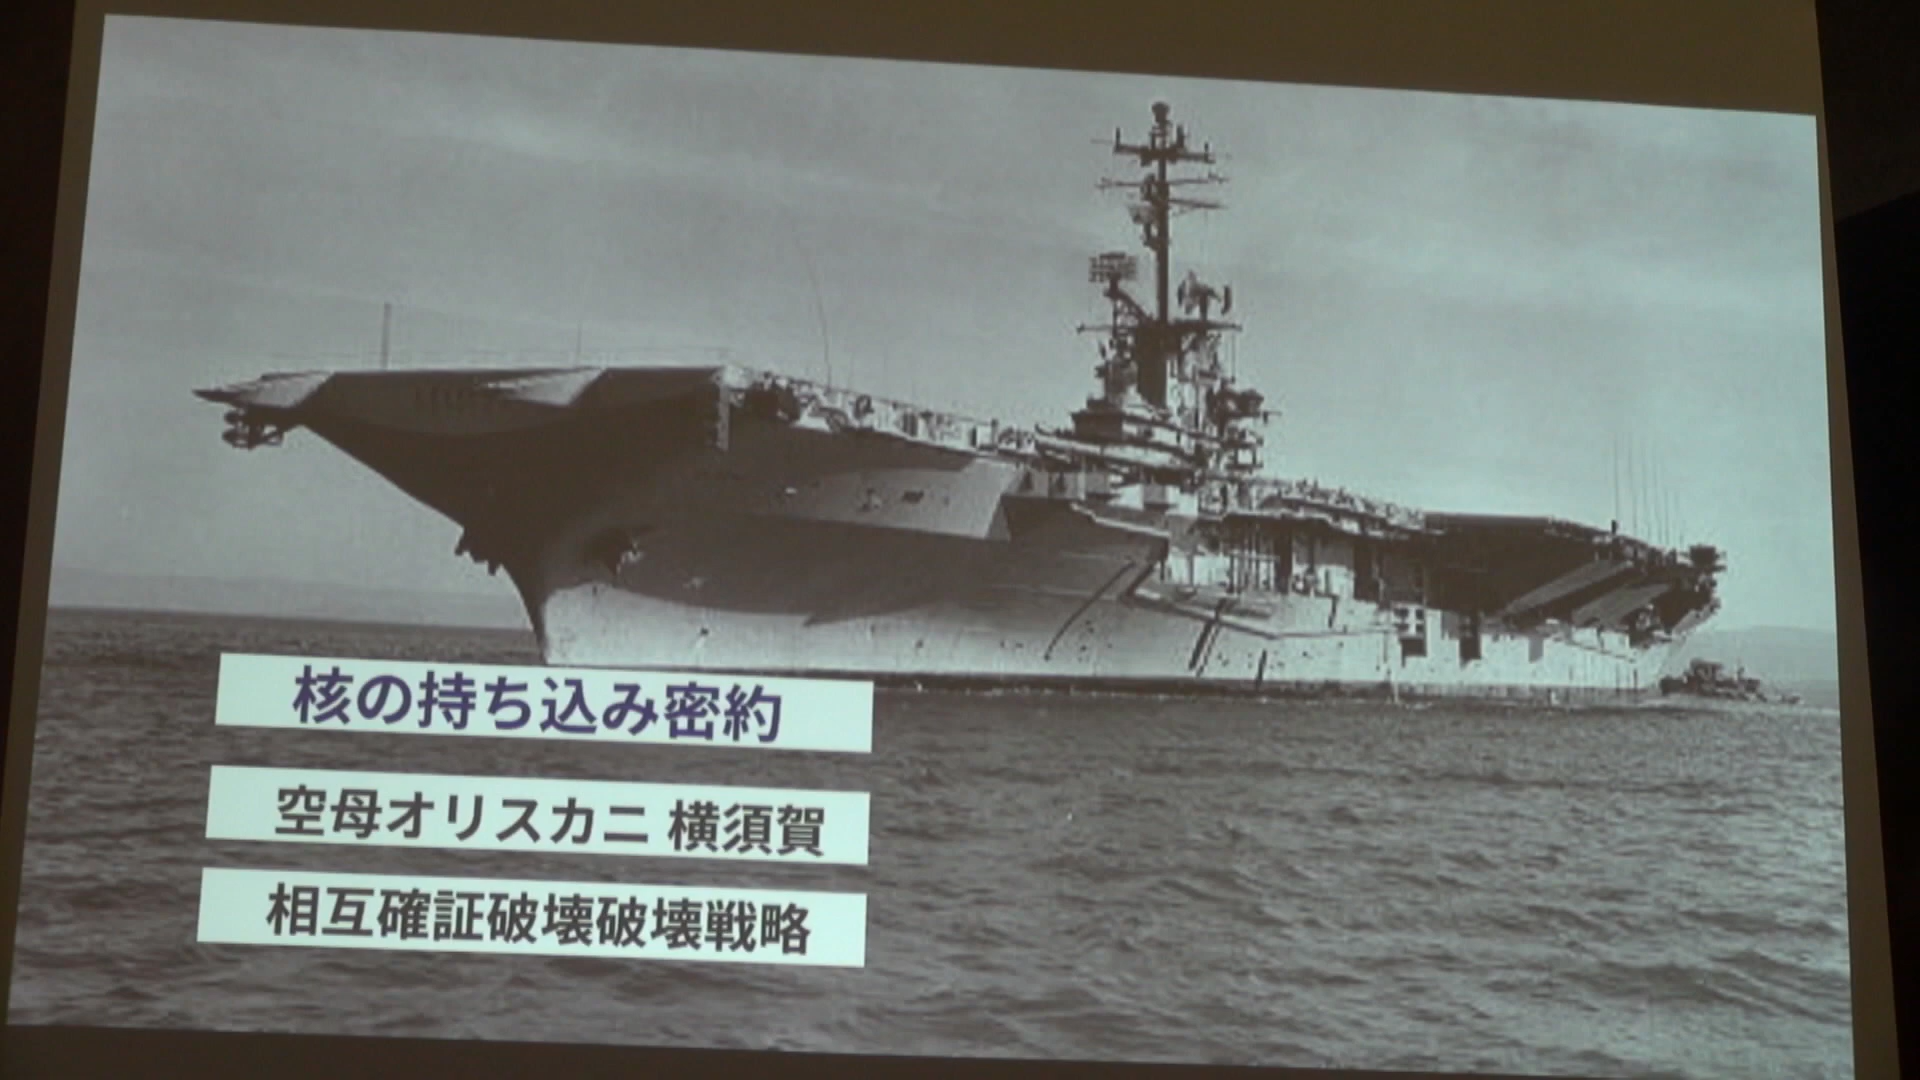 核の持ち込み密約
空母オリスカニ 横須賀
相互確証破壊破壊戦略